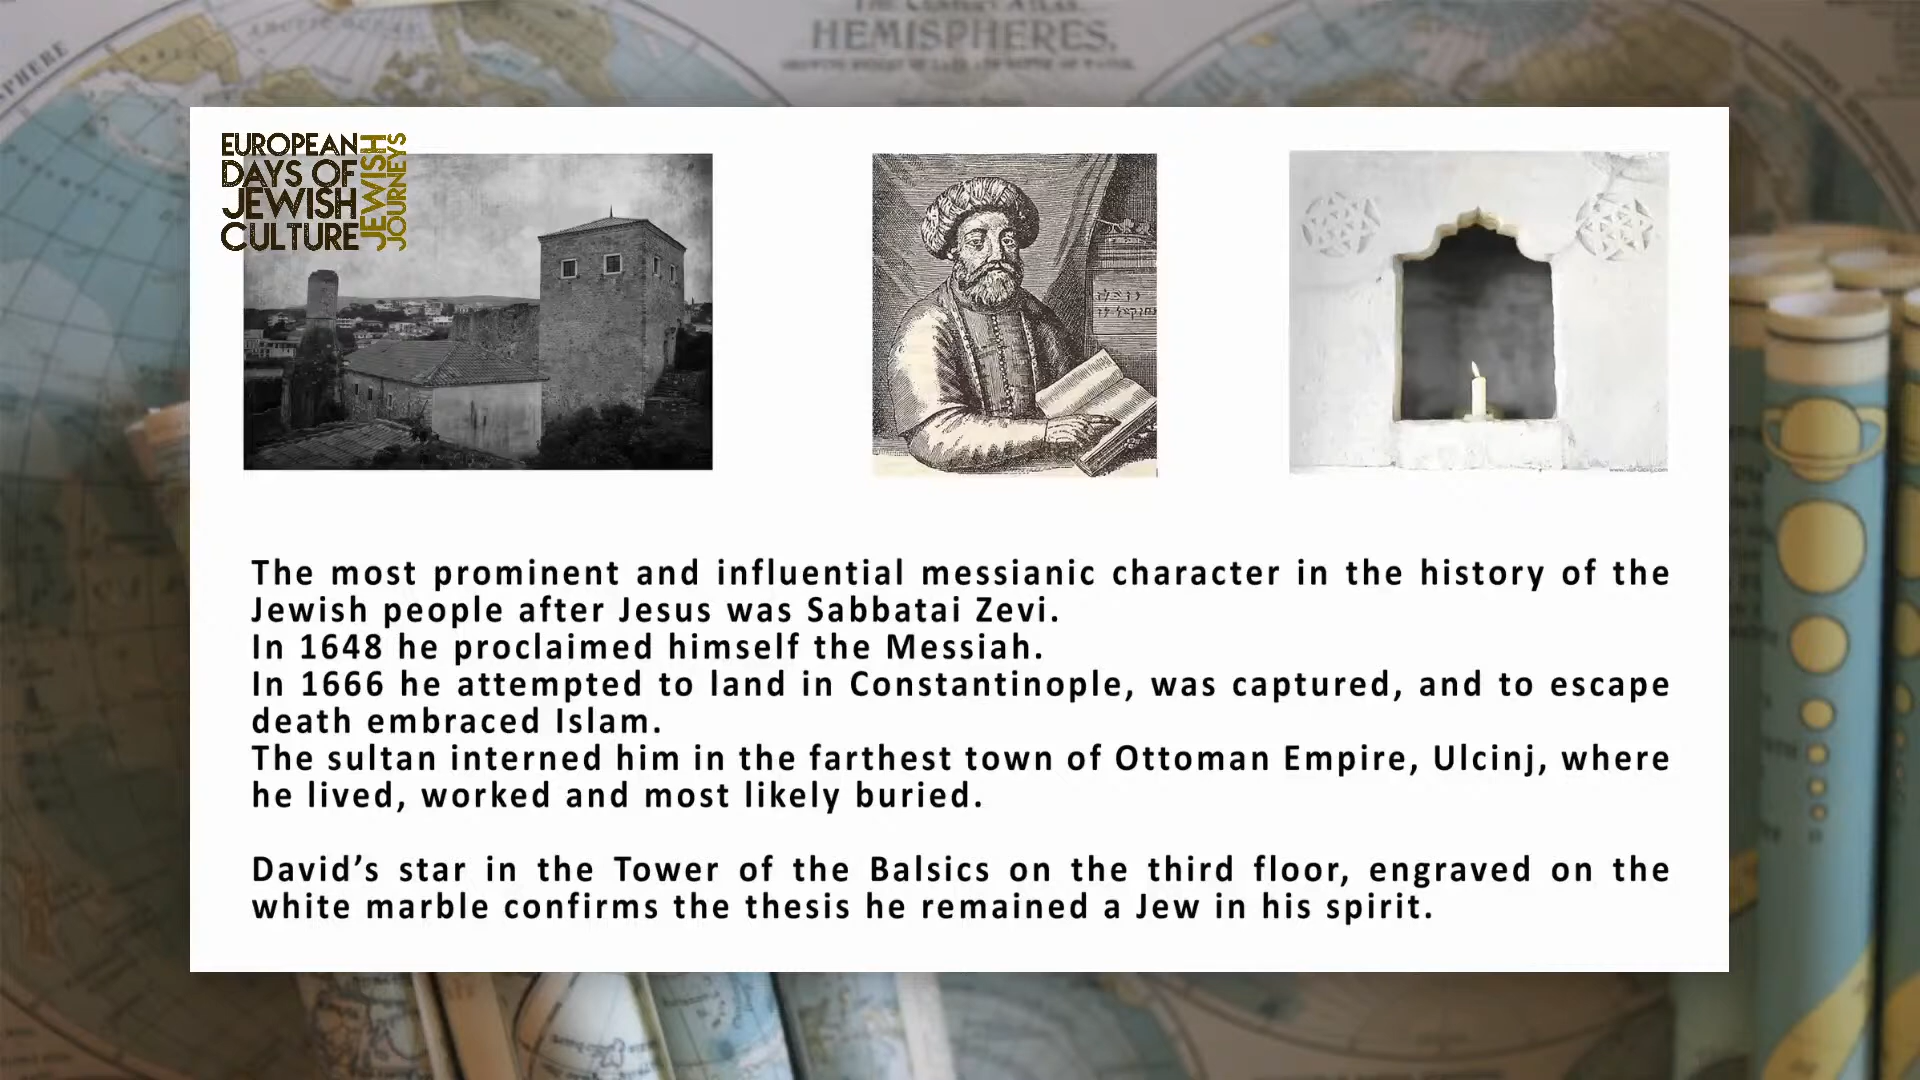 THE CENTURY ATLAS.
HEMISPHERES.
SPHERE
EUROPEAN
DAYS OF
JEWISH
CULTURE
JEWISH
JOURNEYS
The most prominent and influential messianic character in the history of the
Jewish people after Jesus was Sabbatai Zevi.
In 1648 he proclaimed himself the Messiah.
In 1666 he attempted to land in Constantinople, was captured, and to escape
death embraced Islam.
The sultan interned him in the farthest town of Ottoman Empire, Ulcinj, where
he lived, worked and most likely buried.
David’s star in the Tower of the Balsics on the third floor, engraved on the
white marble confirms the thesis he remained a Jew in his spirit.